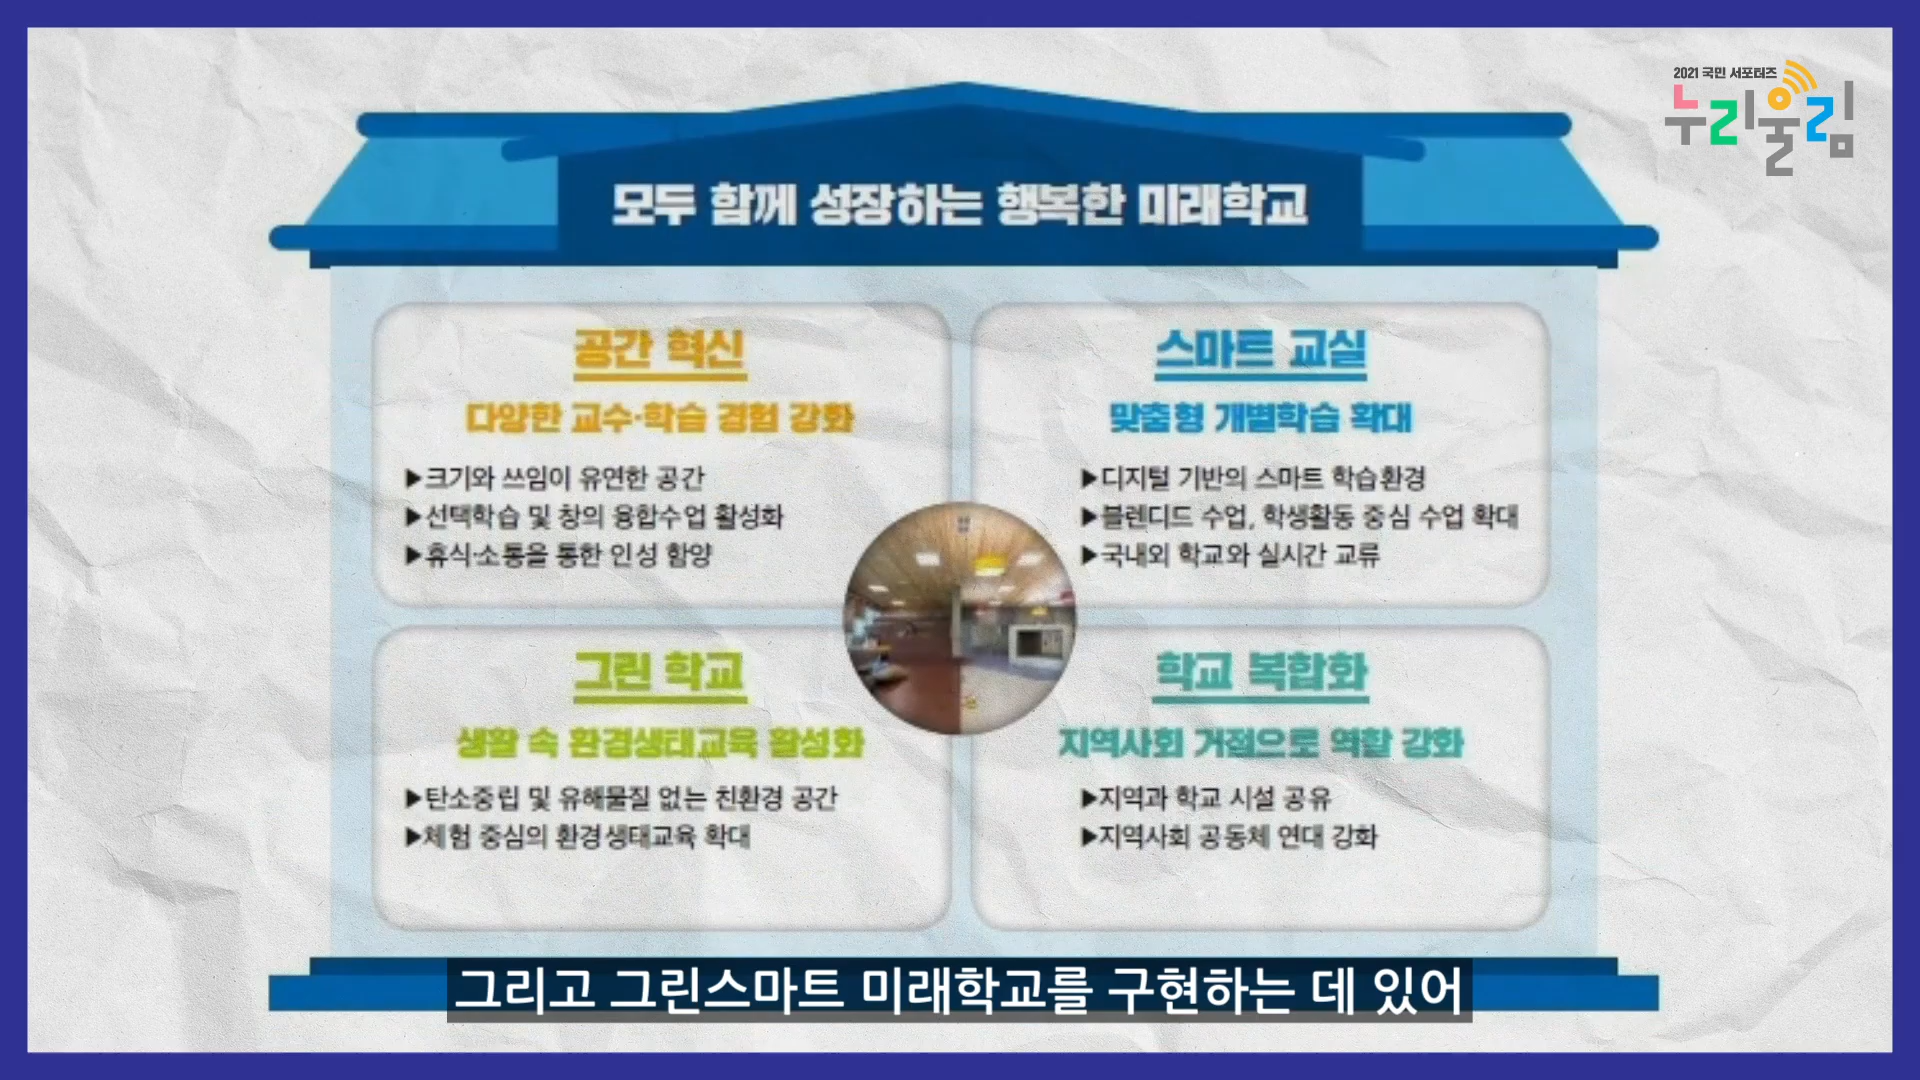 2021 국민 서포터즈
누리울림
모두 함께 성장하는 행복한 미래학교
공간 혁신
다양한 교수·학습 경험 강화
▶크기와 쓰임이 유연한 공간
▶선택학습 및 창의 융합수업 활성화
▶휴식·소통을 통한 인성 함양
스마트 교실
맞춤형 개별학습 확대
▶디지털 기반의 스마트 학습환경
▶블렌디드 수업, 학생활동 중심 수업 확대
▶국내외 학교와 실시간 교류
그린 학교
생활 속 환경생태교육 활성화
▶탄소중립 및 유해물질 없는 친환경 공간
▶체험 중심의 환경생태교육 확대
학교 복합화
지역사회 거점으로 역할 강화
▶지역과 학교 시설 공유
▶지역사회 공동체 연대 강화
그리고 그린스마트 미래학교를 구현하는 데 있어